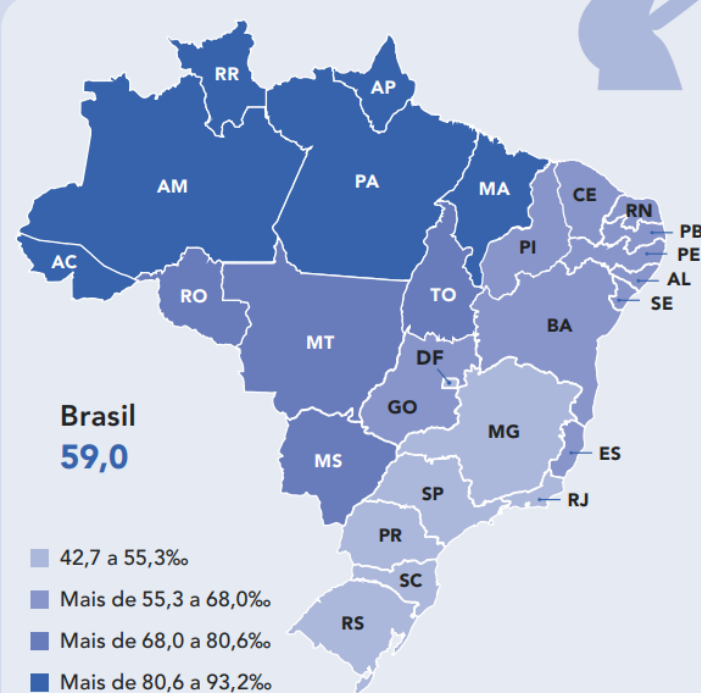 RR
AP
AM
PA
MA
CE
RN
PB
PE
PI
AC
AL
RO
TO
SE
BA
MT
DF
GO
MG
Brasil
59,0
MS
ES
SP
RJ
PR
SC
RS
42,7 a 55,3‰
Mais de 55,3 a 68,0‰
Mais de 68,0 a 80,6‰
Mais de 80,6 a 93,2‰